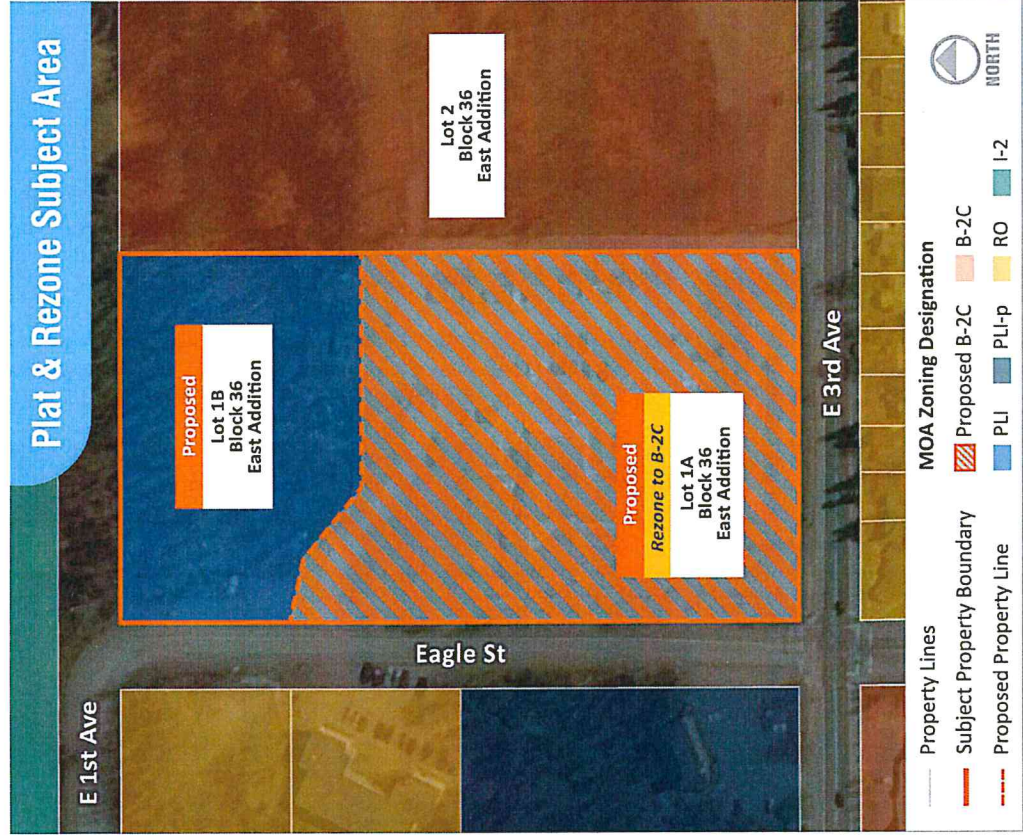 Plat & Rezone Subject Area
E 1st Ave
Proposed
Lot 1B
Block 36
East Addition
Lot 2
Block 36
East Addition
Eagle St
Proposed
Rezone to B-2C
Lot 1A
Block 36
East Addition
E 3rd Ave
Property Lines
Subject Property Boundary
Proposed Property Line
MOA Zoning Designation
Proposed B-2C
B-2C
PLI
PLI-p
RO
I-2
NORTH